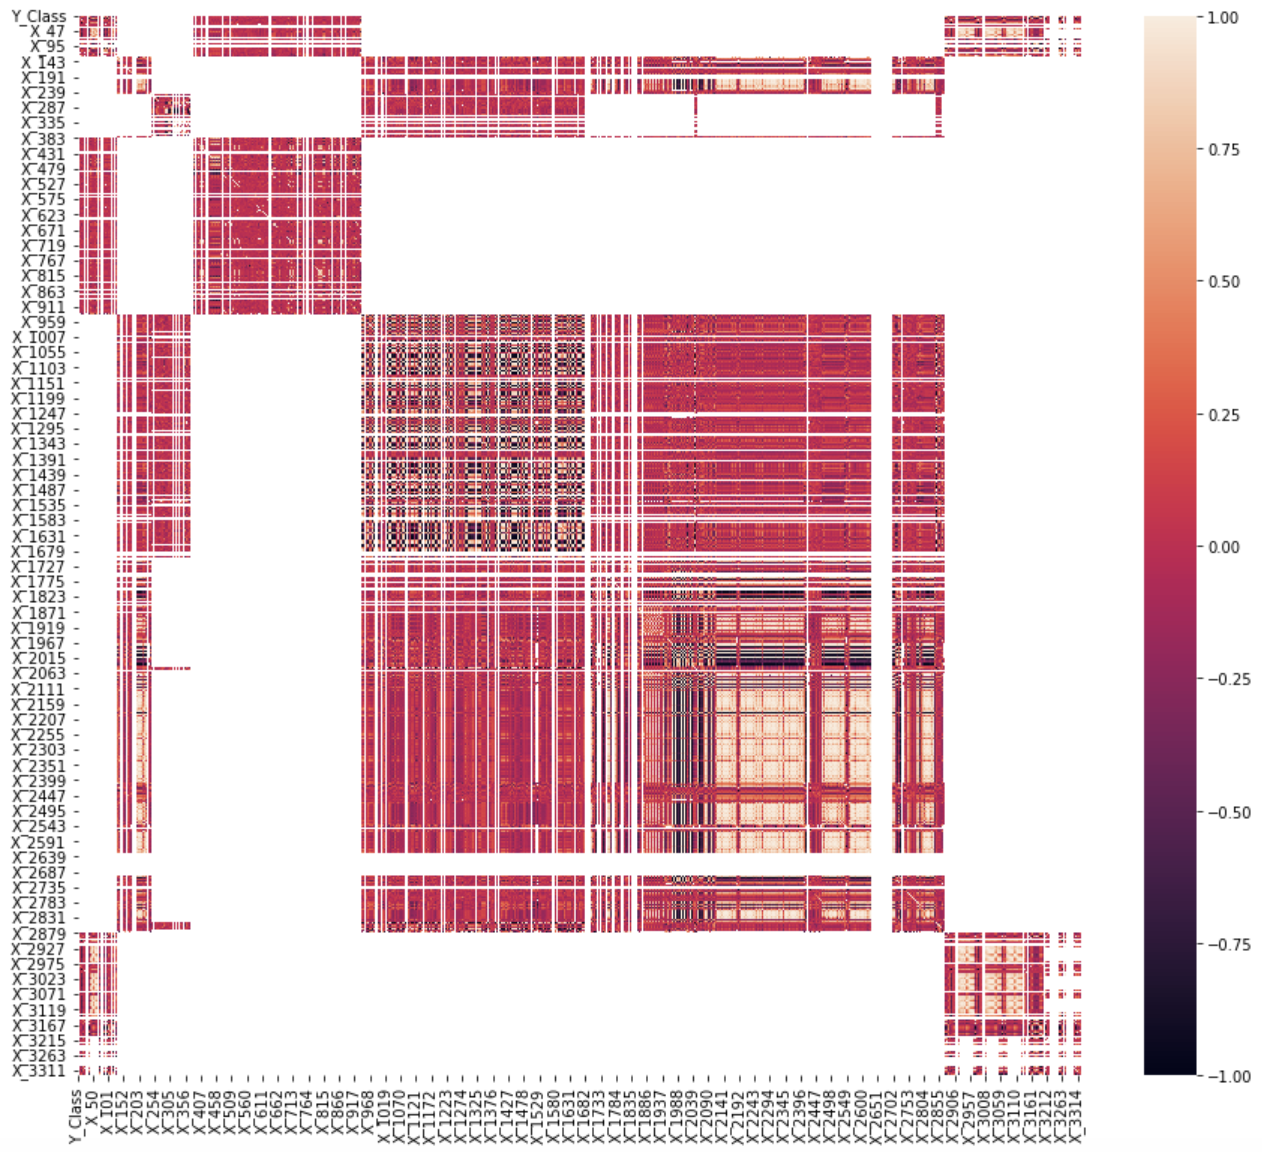 Y_Class
X_47
X_95
X_143
X_191
X_239
X_287
X_335
X_383
X_431
X_479
X_527
X_575
X_623
X_671
X_719
X_767
X_815
X_863
X_911
X_959
X_1007
X_1055
X_1103
X_1151
X_1199
X_1247
X_1295
X_1343
X_1391
X_1439
X_1487
X_1535
X_1583
X_1631
X_1679
X_1727
X_1775
X_1823
X_1871
X_1919
X_1967
X_2015
X_2063
X_2111
X_2159
X_2207
X_2255
X_2303
X_2351
X_2399
X_2447
X_2495
X_2543
X_2591
X_2639
X_2687
X_2735
X_2783
X_2831
X_2879
X_2927
X_2975
X_3023
X_3071
X_3119
X_3167
X_3215
X_3263
X_3311
Y_Class
X_50
X_101
X_152
X_203
X_254
X_305
X_356
X_407
X_458
X_509
X_560
X_611
X_662
X_713
X_764
X_815
X_866
X_917
X_968
X_1019
X_1070
X_1121
X_1172
X_1223
X_1274
X_1325
X_1376
X_1427
X_1478
X_1529
X_1580
X_1631
X_1682
X_1733
X_1784
X_1835
X_1886
X_1937
X_1988
X_2039
X_2090
X_2141
X_2192
X_2243
X_2294
X_2345
X_2396
X_2447
X_2498
X_2549
X_2600
X_2651
X_2702
X_2753
X_2804
X_2855
X_2906
X_2957
X_3008
X_3059
X_3110
X_3161
X_3212
X_3263
X_3314
1.00
0.75
0.50
0.25
0.00
−0.25
−0.50
−0.75
−1.00